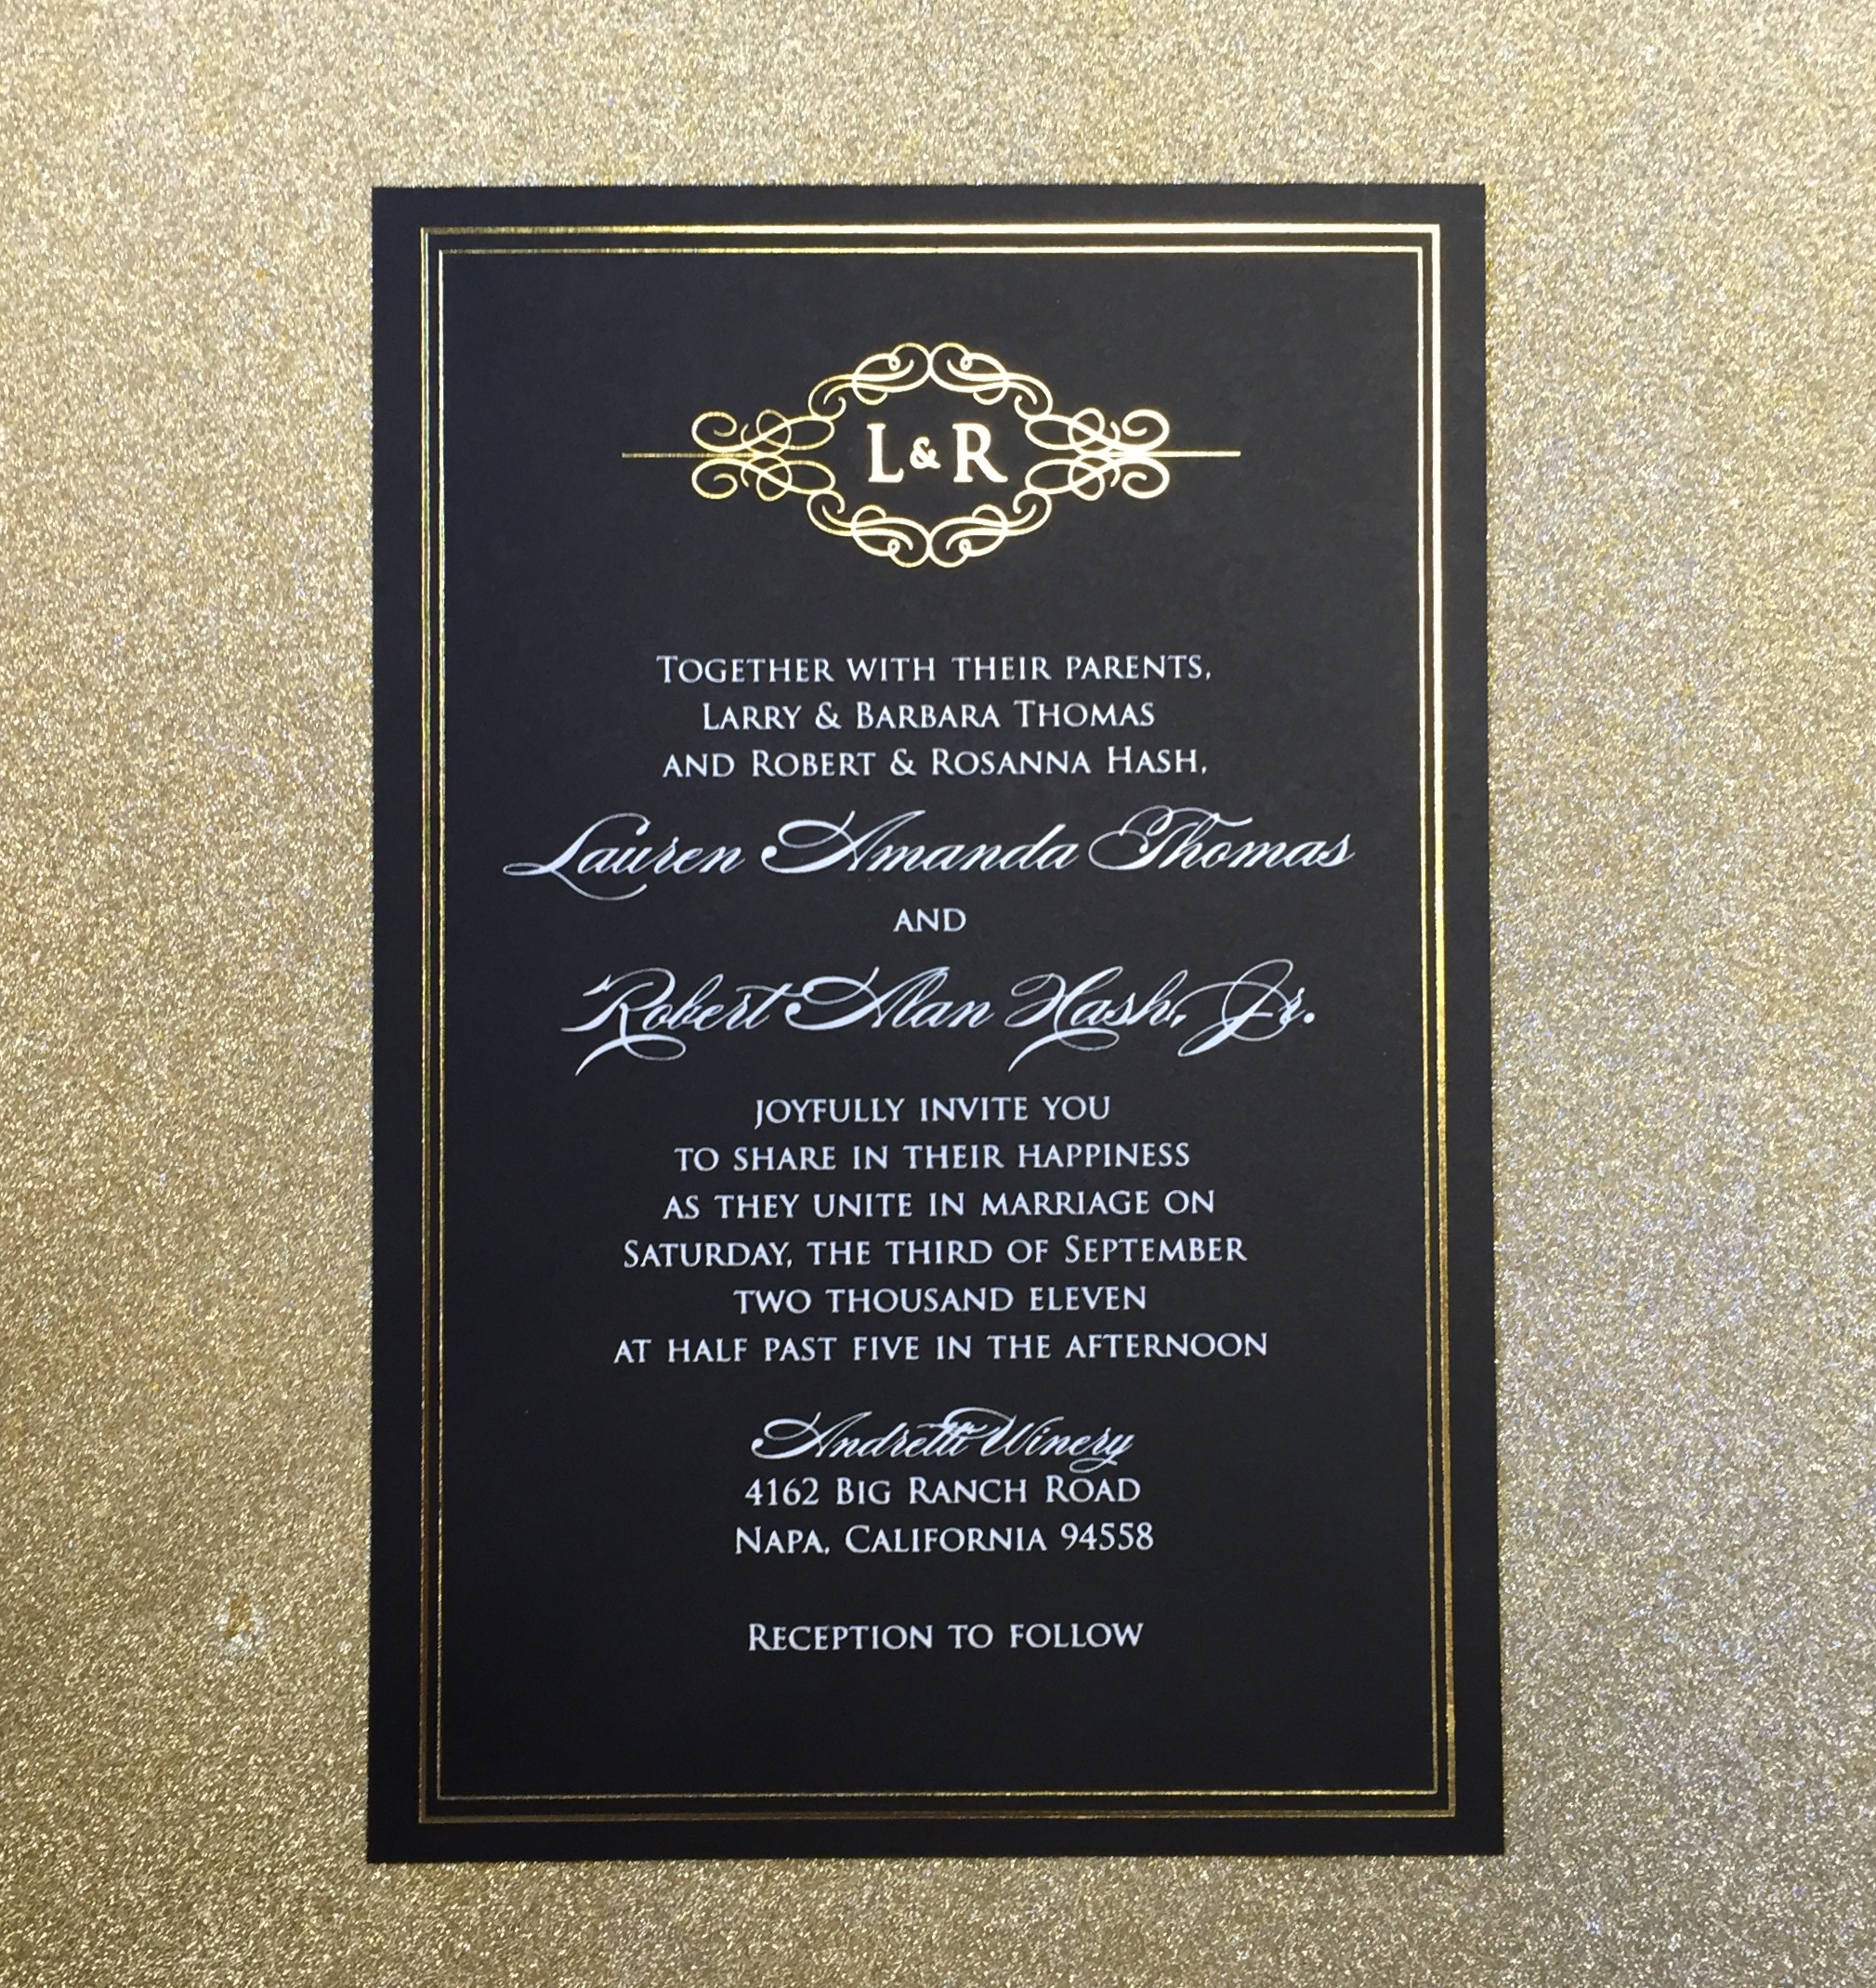 L & R
Together with their parents,
Larry & Barbara Thomas
and Robert & Rosanna Hash,
Lauren Amanda Thomas
and
Robert Alan Hash, Jr.
joyfully invite you
to share in their happiness
as they unite in marriage on
Saturday, the third of September
two thousand eleven
at half past five in the afternoon
Andretti Winery
4162 Big Ranch Road
Napa, California 94558
Reception to follow